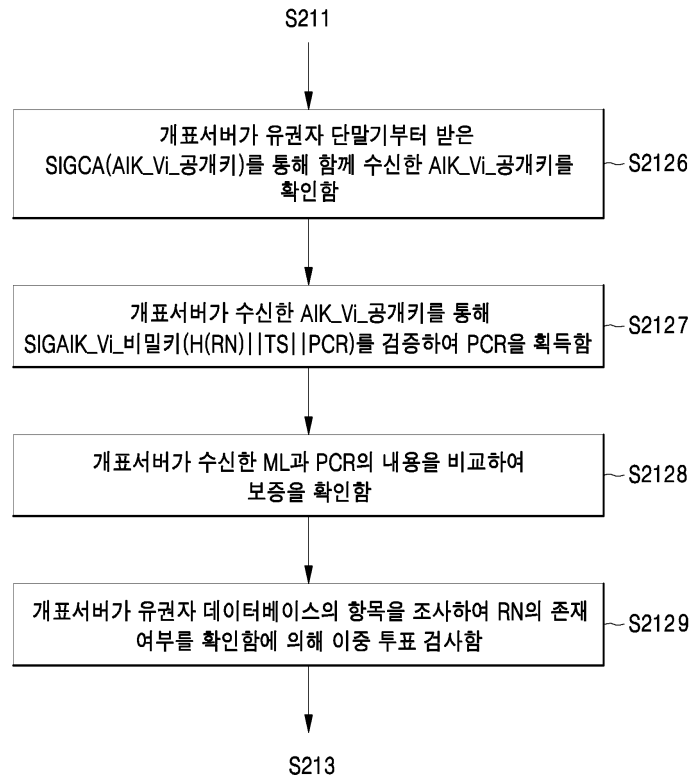 S211
개표서버가 유권자 단말기부터 받은
SIGCA(AIK_Vi_공개키)를 통해 함께 수신한 AIK_Vi_공개키를
확인함
S2126
개표서버가 수신한 AIK_Vi_공개키를 통해
SIGAIK_Vi_비밀키(H(RN)||TS||PCR)를 검증하여 PCR을 획득함
S2127
개표서버가 수신한 ML과 PCR의 내용을 비교하여
보증을 확인함
S2128
개표서버가 유권자 데이터베이스의 항목을 조사하여 RN의 존재
여부를 확인함에 의해 이중 투표 검사함
S2129
S213